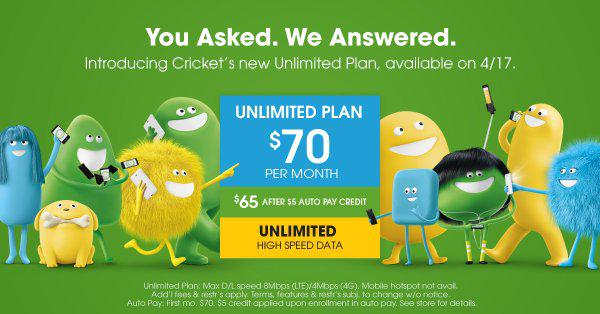 You Asked. We Answered.
Introducing Cricket's new Unlimited Plan, available on 4/17.
UNLIMITED PLAN
$70
PER MONTH
$65 AFTER $5 AUTO PAY CREDIT
UNLIMITED
HIGH SPEED DATA
Unlimited Plan: Max D/L speed 8Mbps (LTE)/4Mbps (4G). Mobile hotspot not avail.
Add'l fees & restr's apply. Terms, features & restr's subj. to change w/o notice.
Auto Pay: First mo. $70. $5 credit applied upon enrollment in auto pay. See store for details.